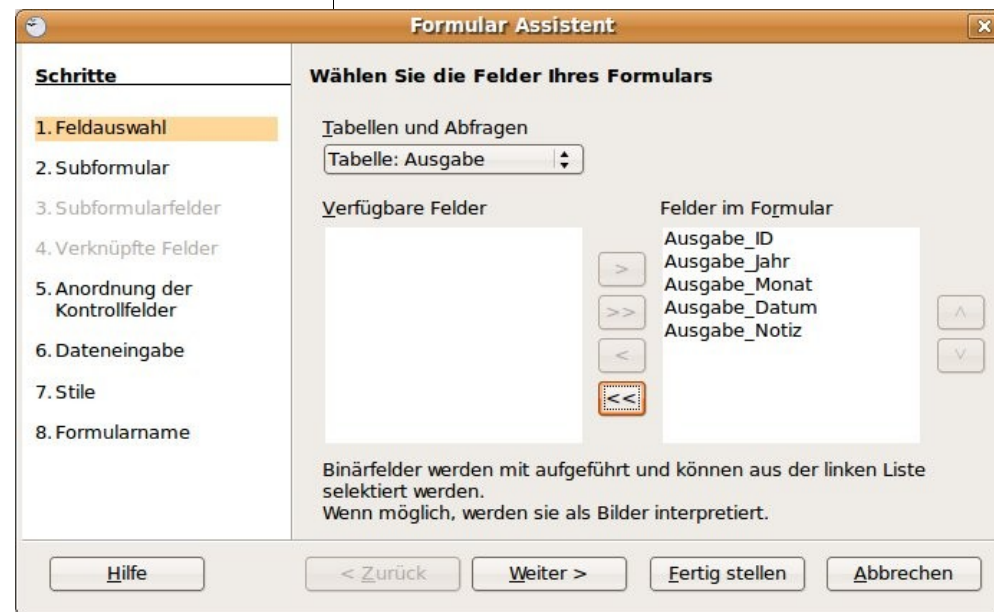 Formular Assistent
Schritte
1. Feldauswahl
2. Subformular
3. Subformularfelder
4. Verknüpfte Felder
5. Anordnung der
Kontrollfelder
6. Dateneingabe
7. Stile
8. Formularname
Wählen Sie die Felder Ihres Formulars
Tabellen und Abfragen
Tabelle: Ausgabe
Verfügbare Felder
>
>>
<
<<
Felder im Formular
Ausgabe_ID
Ausgabe_Jahr
Ausgabe_Monat
Ausgabe_Datum
Ausgabe_Notiz
Binärfelder werden mit aufgeführt und können aus der linken Liste
selektiert werden.
Wenn möglich, werden sie als Bilder interpretiert.
Hilfe
< Zurück
Weiter >
Fertig stellen
Abbrechen